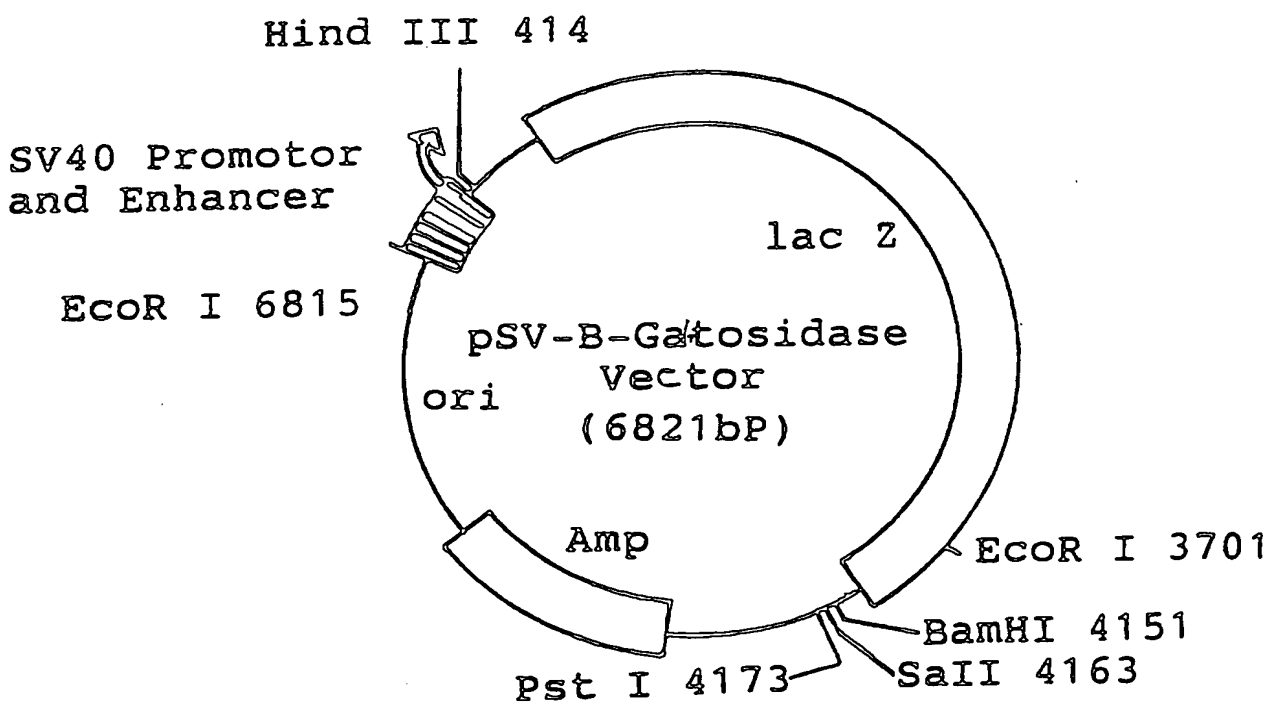 Hind III 414
SV40 Promotor
and Enhancer
lac Z
EcoR I 6815
pSV-B-Gatosidase
Vector
(6821bP)
ori
Amp
EcoR I 3701
BamHI 4151
SaII 4163
Pst I 4173